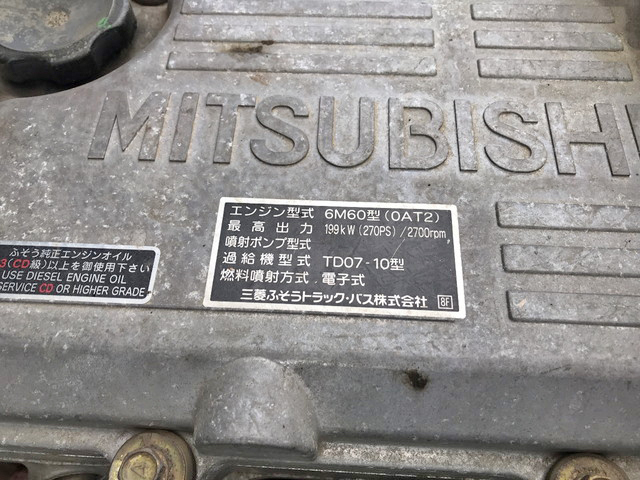 MITSUBISHI
エンジン型式 6M60型(0AT2)
最高出力 199kW(270PS)/2700rpm
噴射ポンプ型式
過給機型式 TD07-10型
燃料噴射方式 電子式
三菱ふそうトラック・バス株式会社 8F
ふそう純正エンジンオイル
3(CD級)以上を御使用下さい
USE DIESEL ENGINE OIL
SERVICE CD OR HIGHER GRADE